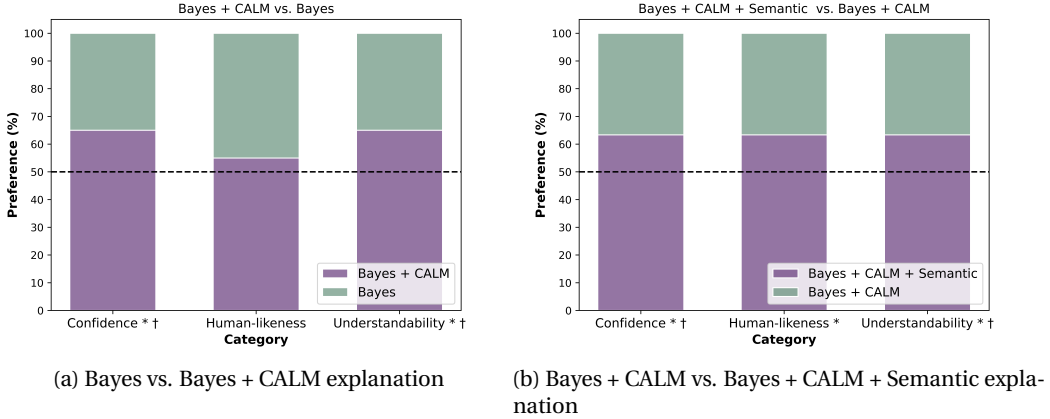 Bayes + CALM vs. Bayes
Preference (%)
100
90
80
70
60
50
40
30
20
10
0
Bayes + CALM
Bayes
Confidence * †
Human-likeness
Understandability * †
Category
(a) Bayes vs. Bayes + CALM explanation
Bayes + CALM + Semantic  vs. Bayes + CALM
Preference (%)
100
90
80
70
60
50
40
30
20
10
0
Bayes + CALM + Semantic
Bayes + CALM
Confidence * †
Human-likeness *
Understandability * †
Category
(b) Bayes + CALM vs. Bayes + CALM + Semantic expla-
nation